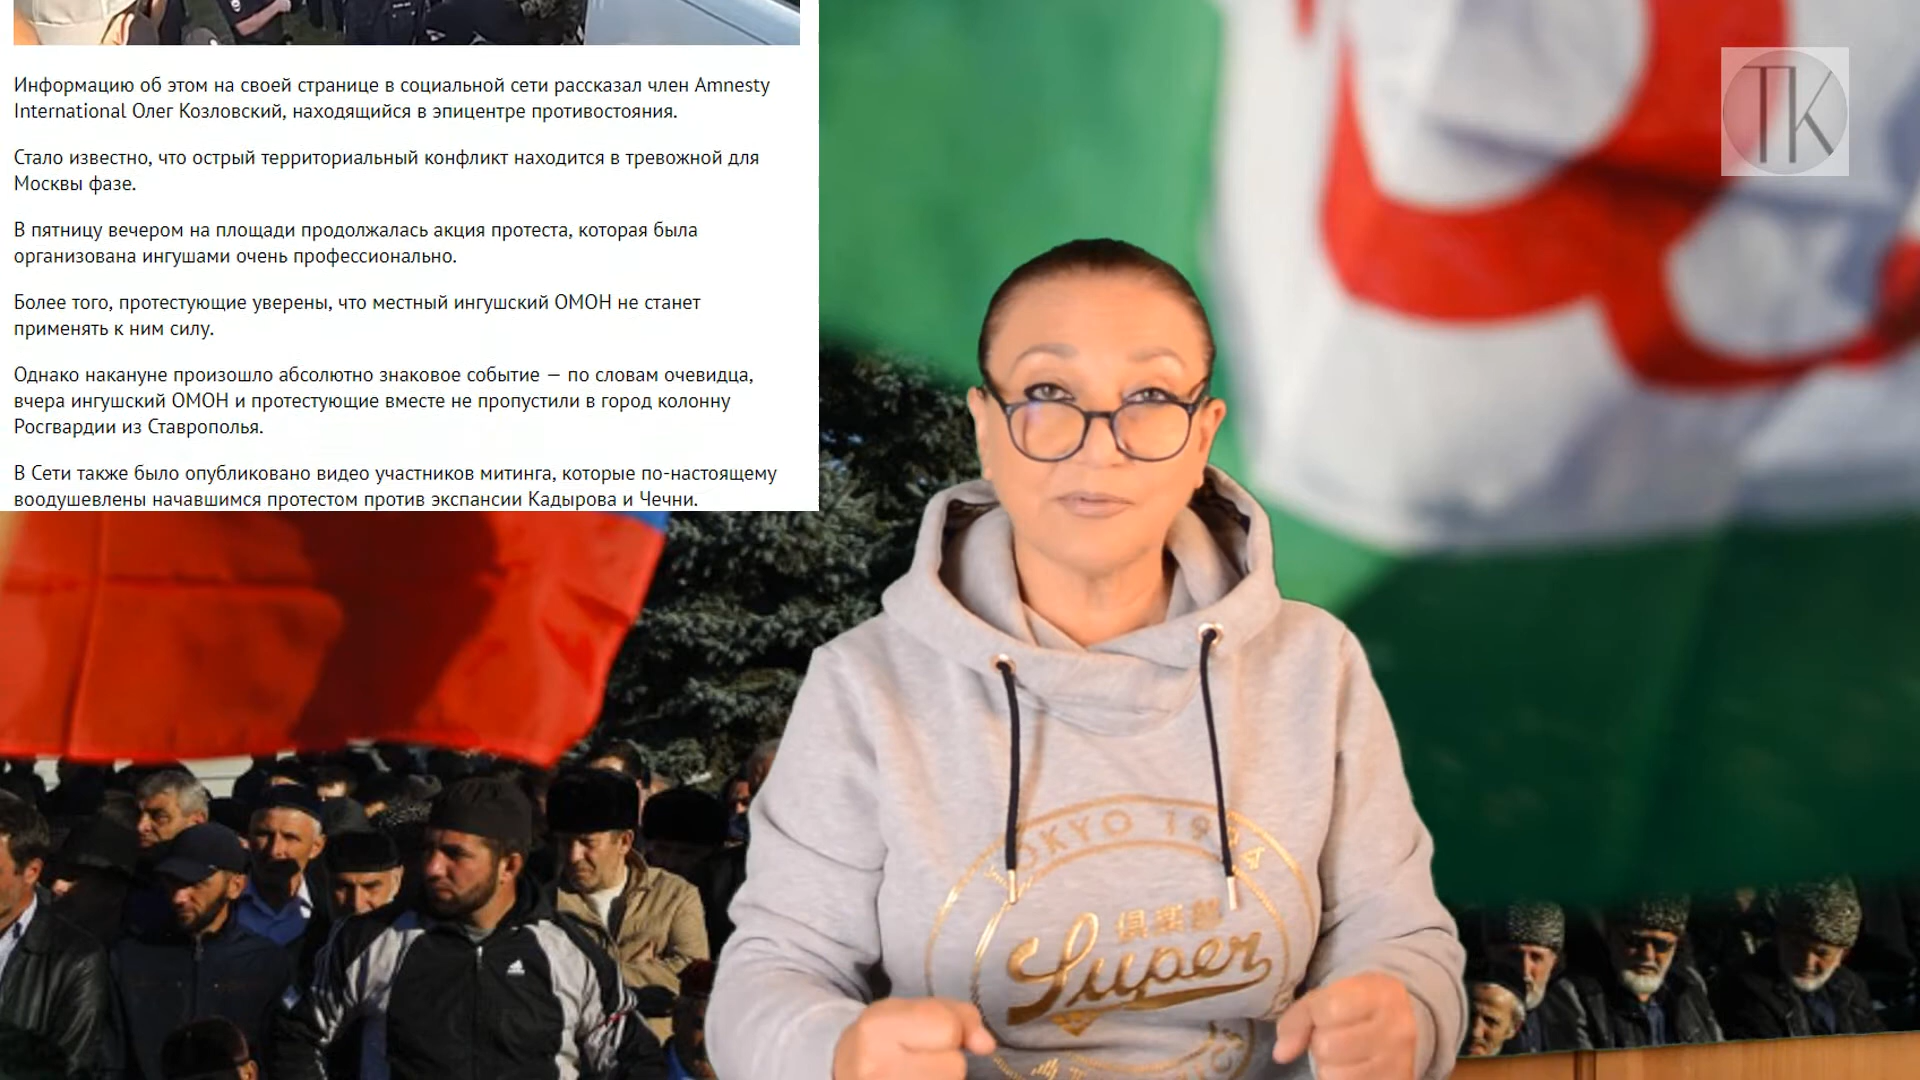 Информацию об этом на своей странице в социальной сети рассказал член Amnesty
International Олег Козловский, находящийся в эпицентре противостояния.
Стало известно, что острый территориальный конфликт находится в тревожной для
Москвы фазе.
В пятницу вечером на площади продолжалась акция протеста, которая была
организована ингушами очень профессионально.
Более того, протестующие уверены, что местный ингушский ОМОН не станет
применять к ним силу.
Однако накануне произошло абсолютно знаковое событие — по словам очевидца,
вчера ингушский ОМОН и протестующие вместе не пропустили в город колонну
Росгвардии из Ставрополья.
В Сети также было опубликовано видео участников митинга, которые по-настоящему
воодушевлены начавшимся протестом против экспансии Кадырова и Чечни.
ТК
TOKYO
Super
adidas